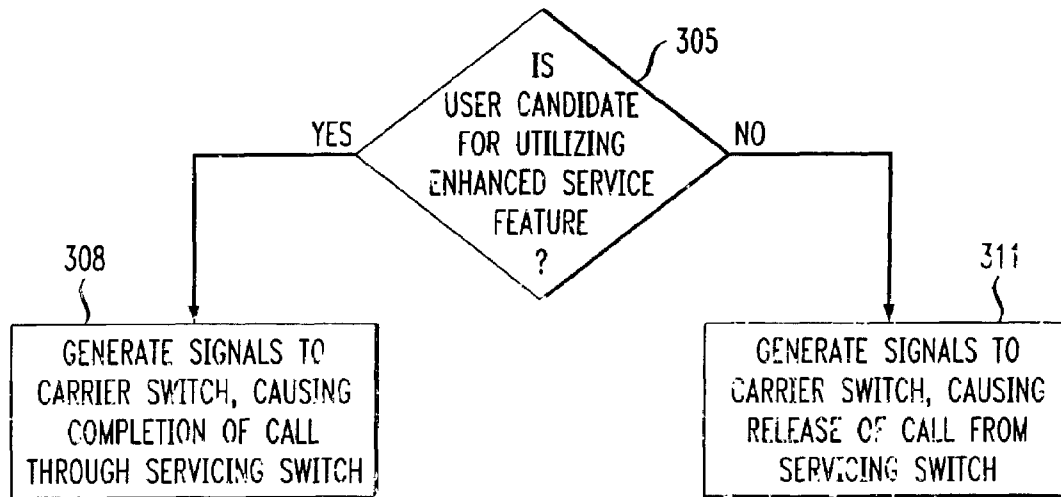 305
IS
USER CANDIDATE
FOR UTILIZING
ENHANCED SERVICE
FEATURE
?
YES
NO
308
GENERATE SIGNALS TO
CARRIER SWITCH, CAUSING
COMPLETION OF CALL
THROUGH SERVICING SWITCH
311
GENERATE SIGNALS TO
CARRIER SWITCH, CAUSING
RELEASE OF CALL FROM
SERVICING SWITCH